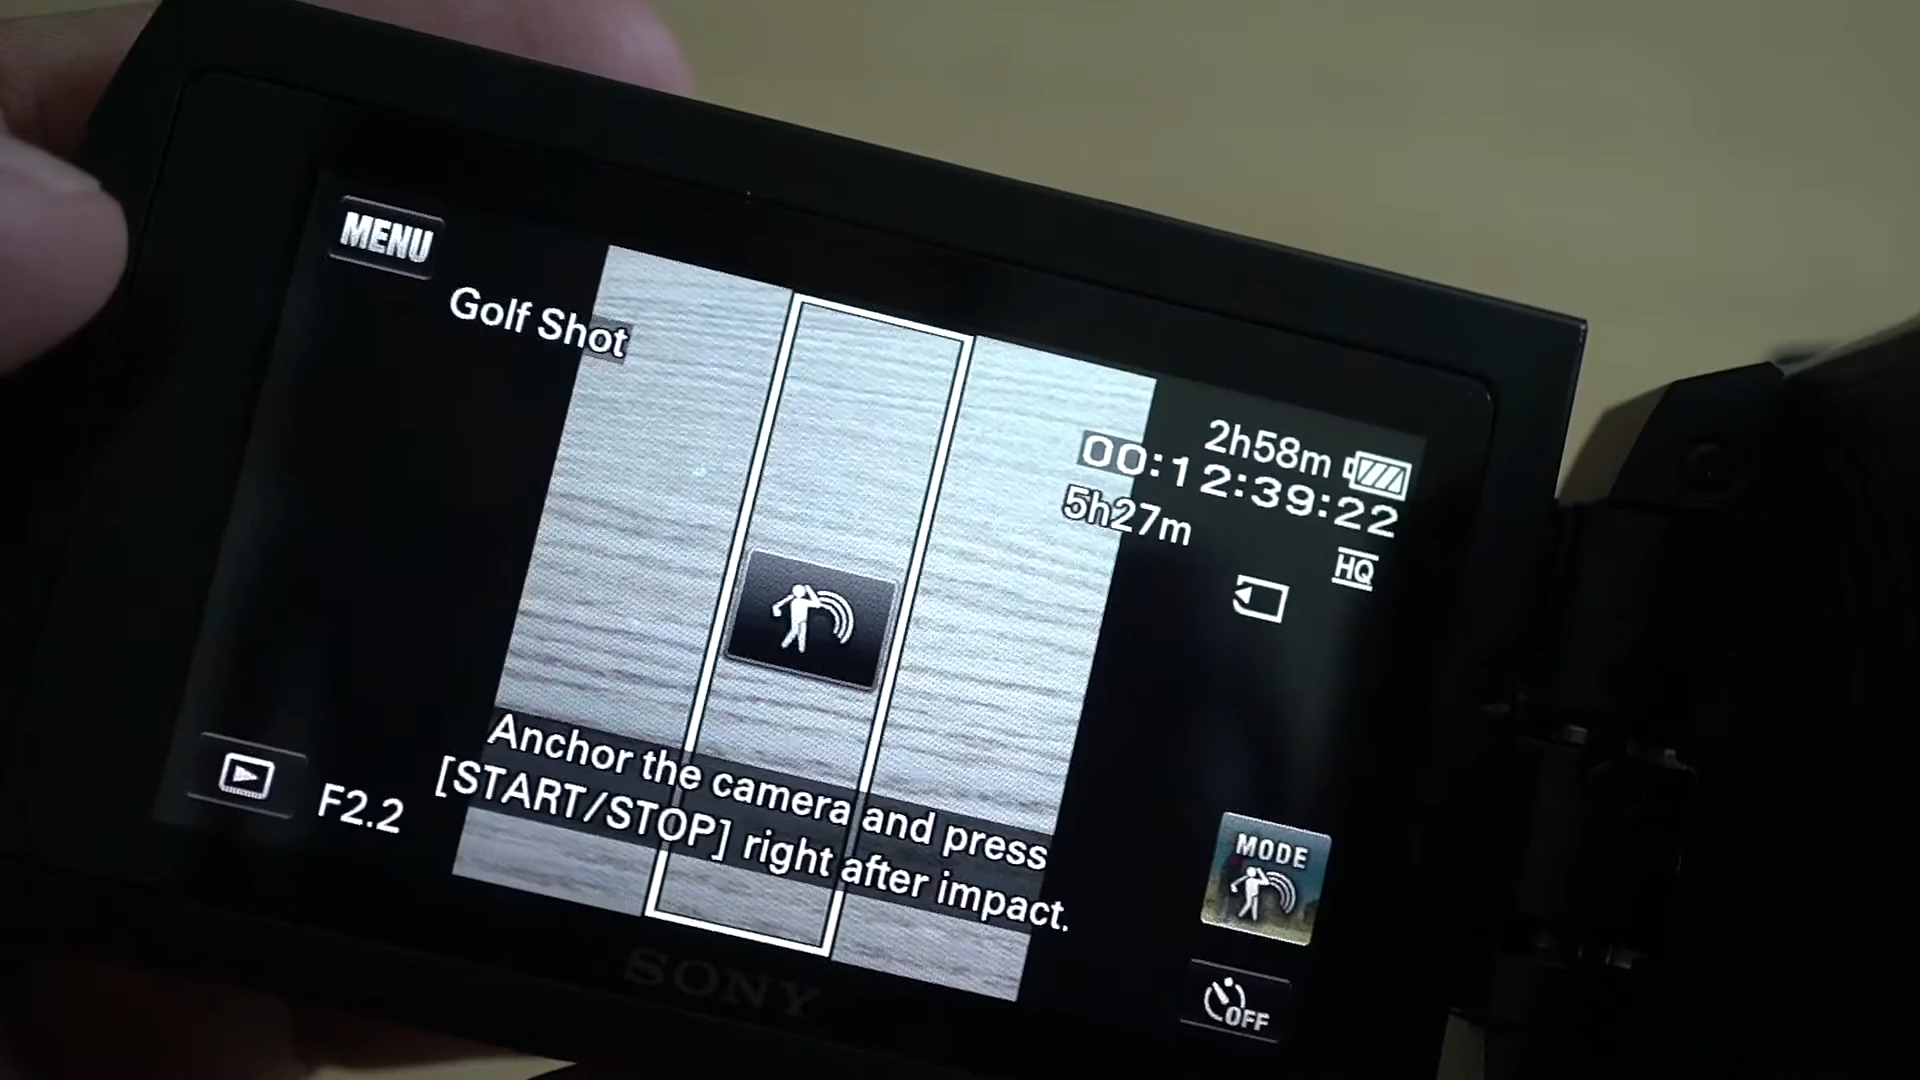 MENU
Golf Shot
2h58m
00:12:39:22
5h27m
HQ
Anchor the camera and press
[START/STOP] right after impact.
F2.2
MODE
OFF
SONY